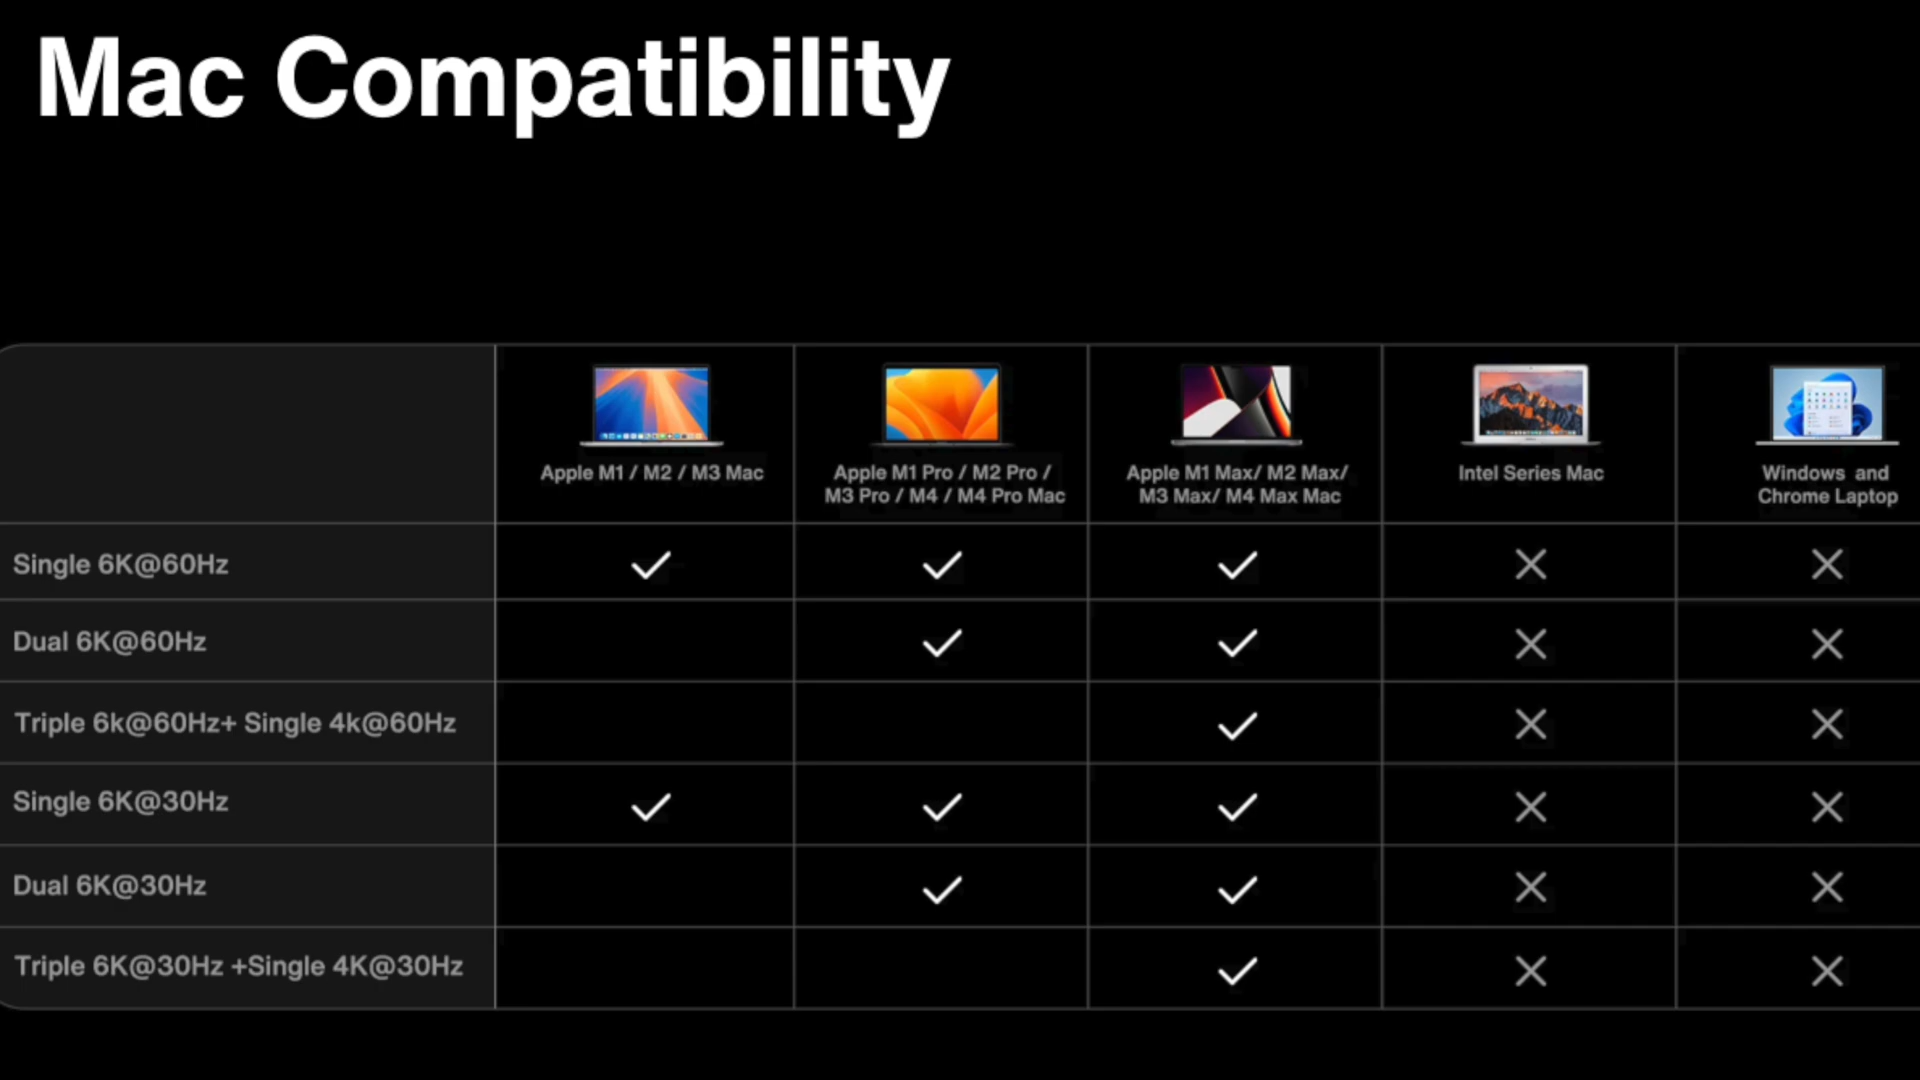 Mac Compatibility
Apple M1 / M2 / M3 Mac
Apple M1 Pro / M2 Pro /
M3 Pro / M4 / M4 Pro Mac
Apple M1 Max/ M2 Max/
M3 Max/ M4 Max Mac
Intel Series Mac
Windows and
Chrome Laptop
Single 6K@60Hz
Dual 6K@60Hz
Triple 6k@60Hz+ Single 4k@60Hz
Single 6K@30Hz
Dual 6K@30Hz
Triple 6K@30Hz +Single 4K@30Hz